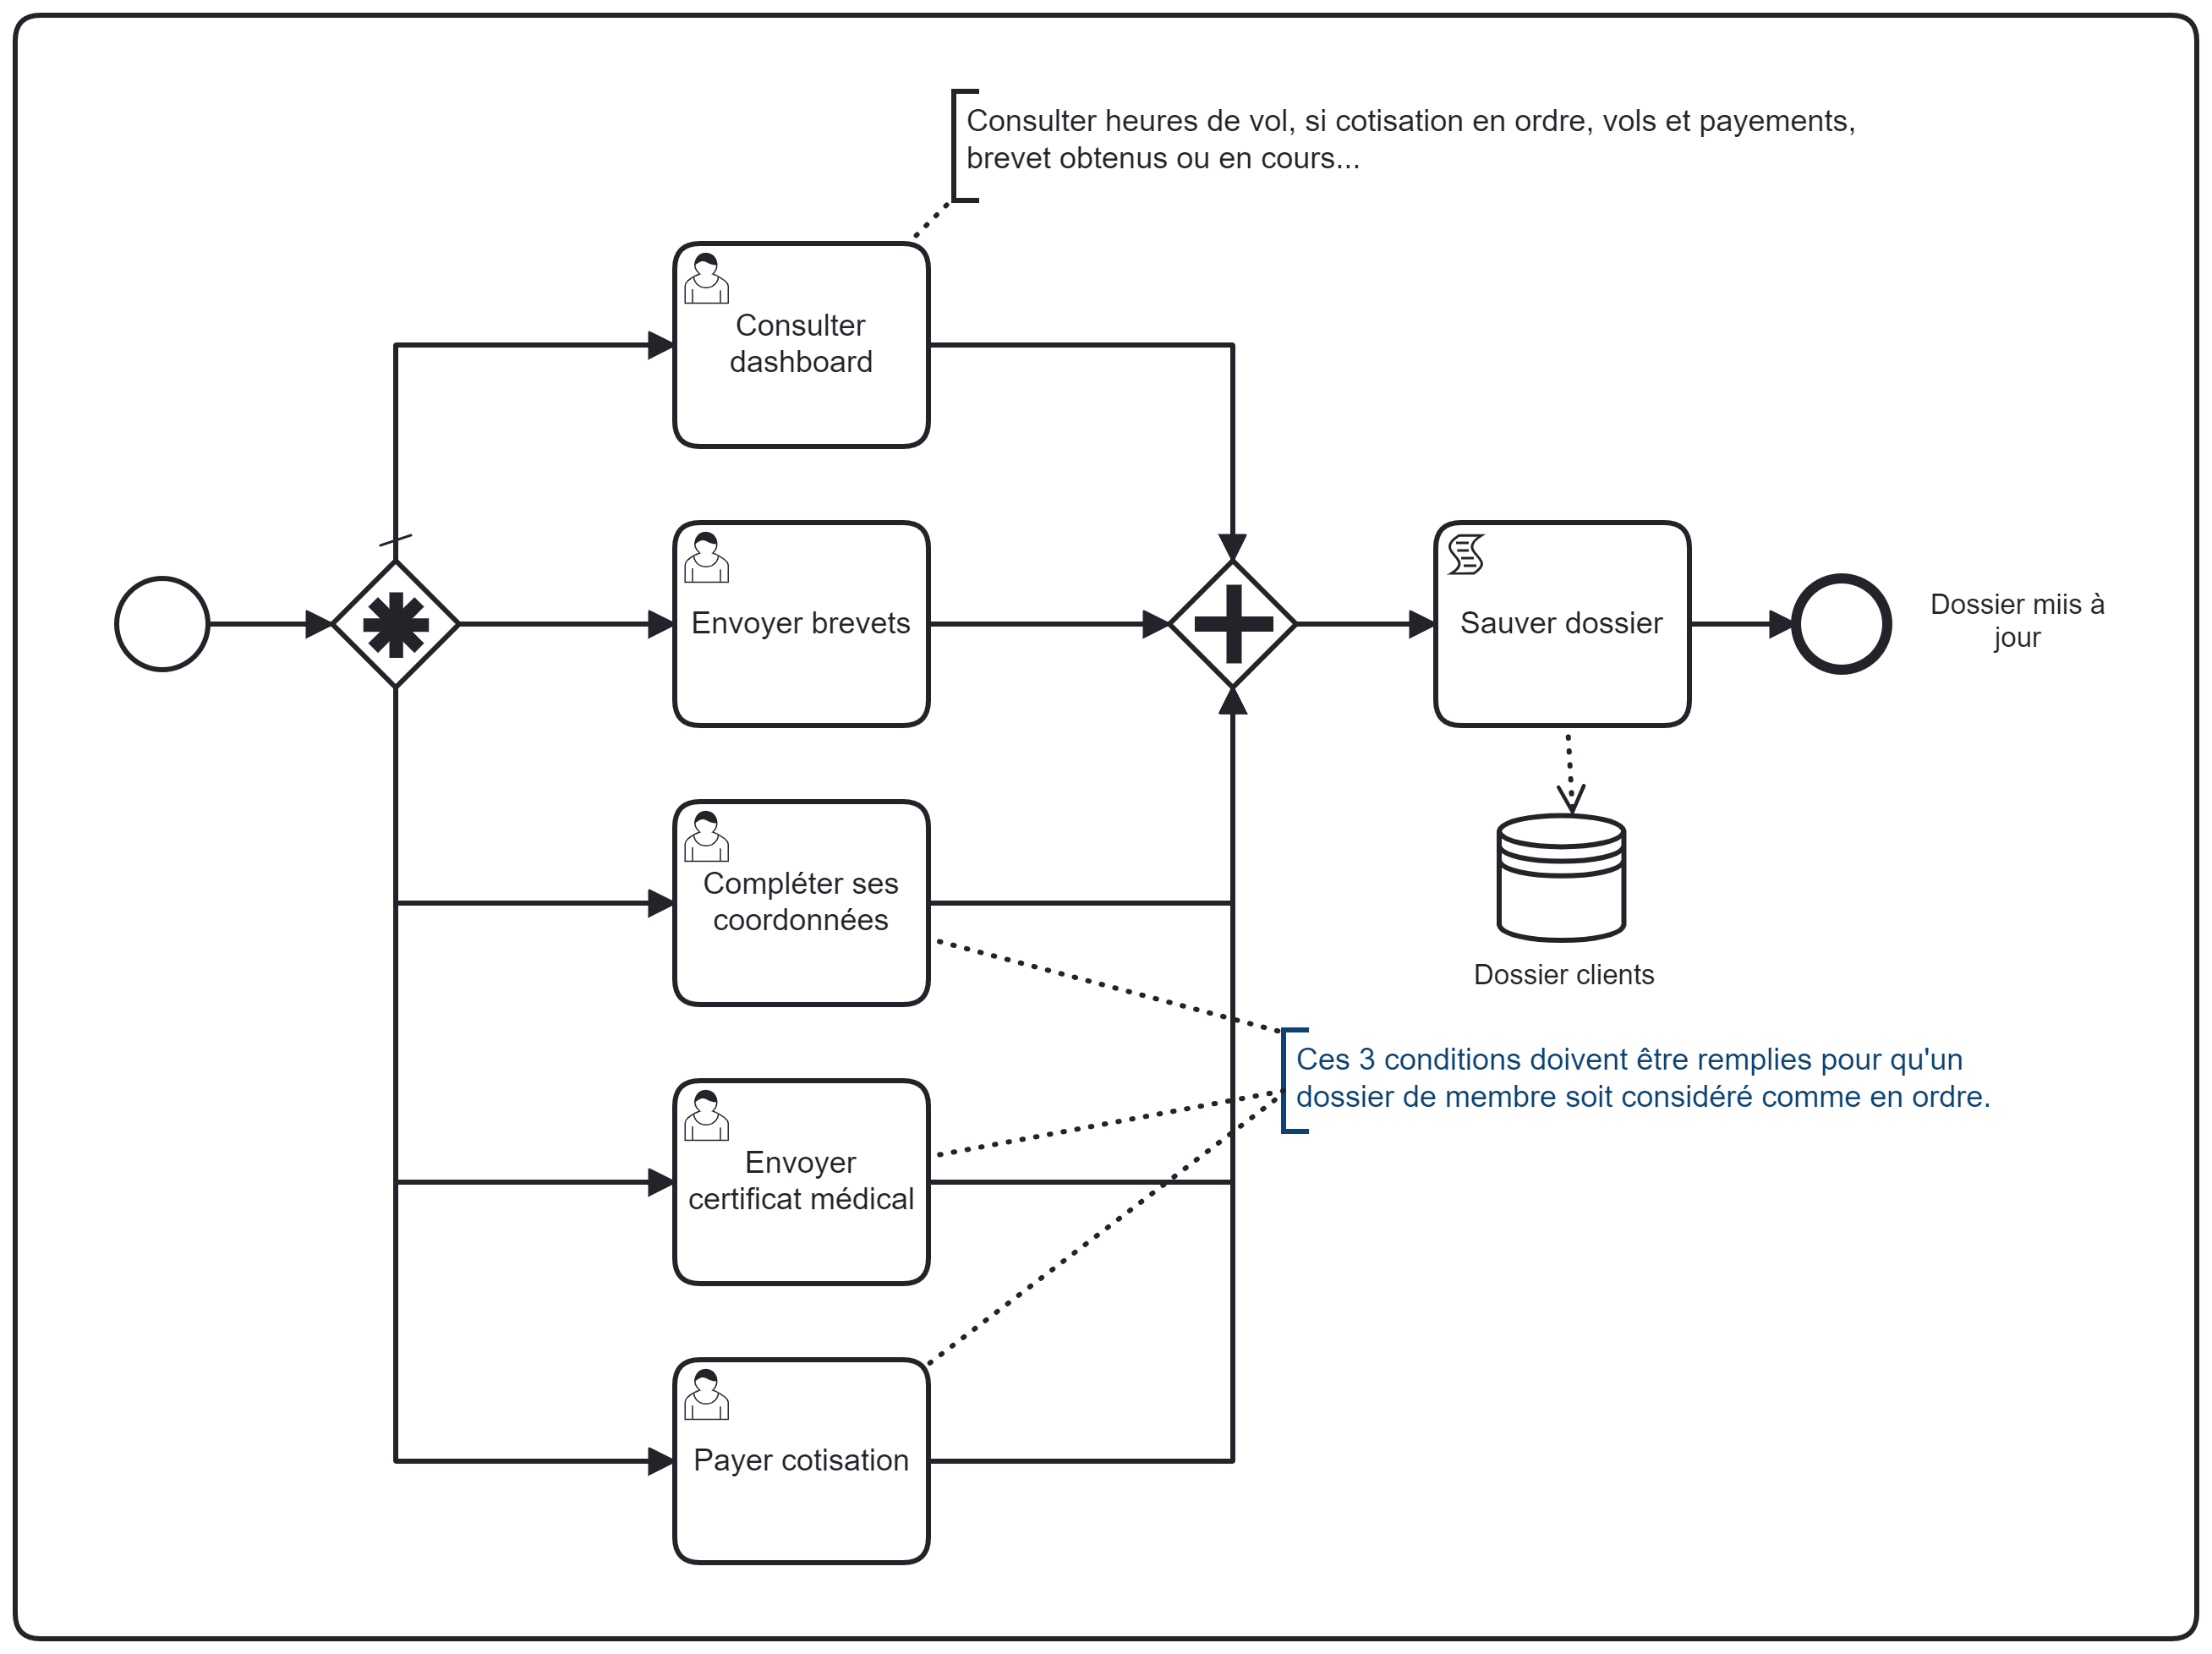 Consulter heures de vol, si cotisation en ordre, vols et payements,
brevet obtenus ou en cours...
Consulter
dashboard
Envoyer brevets
Sauver dossier
Dossier miis à
jour
Compléter ses
coordonnées
Dossier clients
Ces 3 conditions doivent être remplies pour qu'un
dossier de membre soit considéré comme en ordre.
Envoyer
certificat médical
Payer cotisation